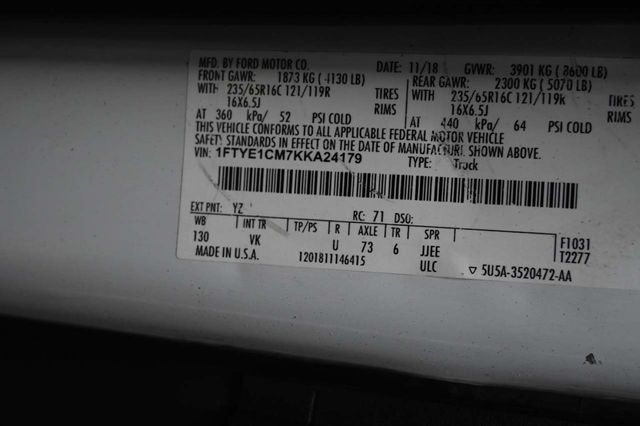 MFD. BY FORD MOTOR CO. DATE: 11/18 GVWR: 3901 KG (8600 LB)
FRONT GAWR: 1873 KG (4130 LB) REAR GAWR: 2300 KG (5070 LB)
WITH 235/65R16C 121/119R TIRES WITH 235/65R16C 121/119R TIRES
16X6.5J RIMS 16X6.5J RIMS
AT 360 kPa/ 52 PSI COLD AT 440 kPa/ 64 PSI COLD
THIS VEHICLE CONFORMS TO ALL APPLICABLE FEDERAL MOTOR VEHICLE
SAFETY STANDARDS IN EFFECT ON THE DATE OF MANUFACTURE SHOWN ABOVE.
VIN: 1FTYE1CM7KKA24179 TYPE: Truck
EXT PNT: YZ RC: 71 DSO:
WB INT TR TP/PS R AXLE TR SPR F1031
130 VK U 73 6 JJEE T2277
MADE IN U.S.A. 1201811146415 ULC ▽ 5U5A-3520472-AA